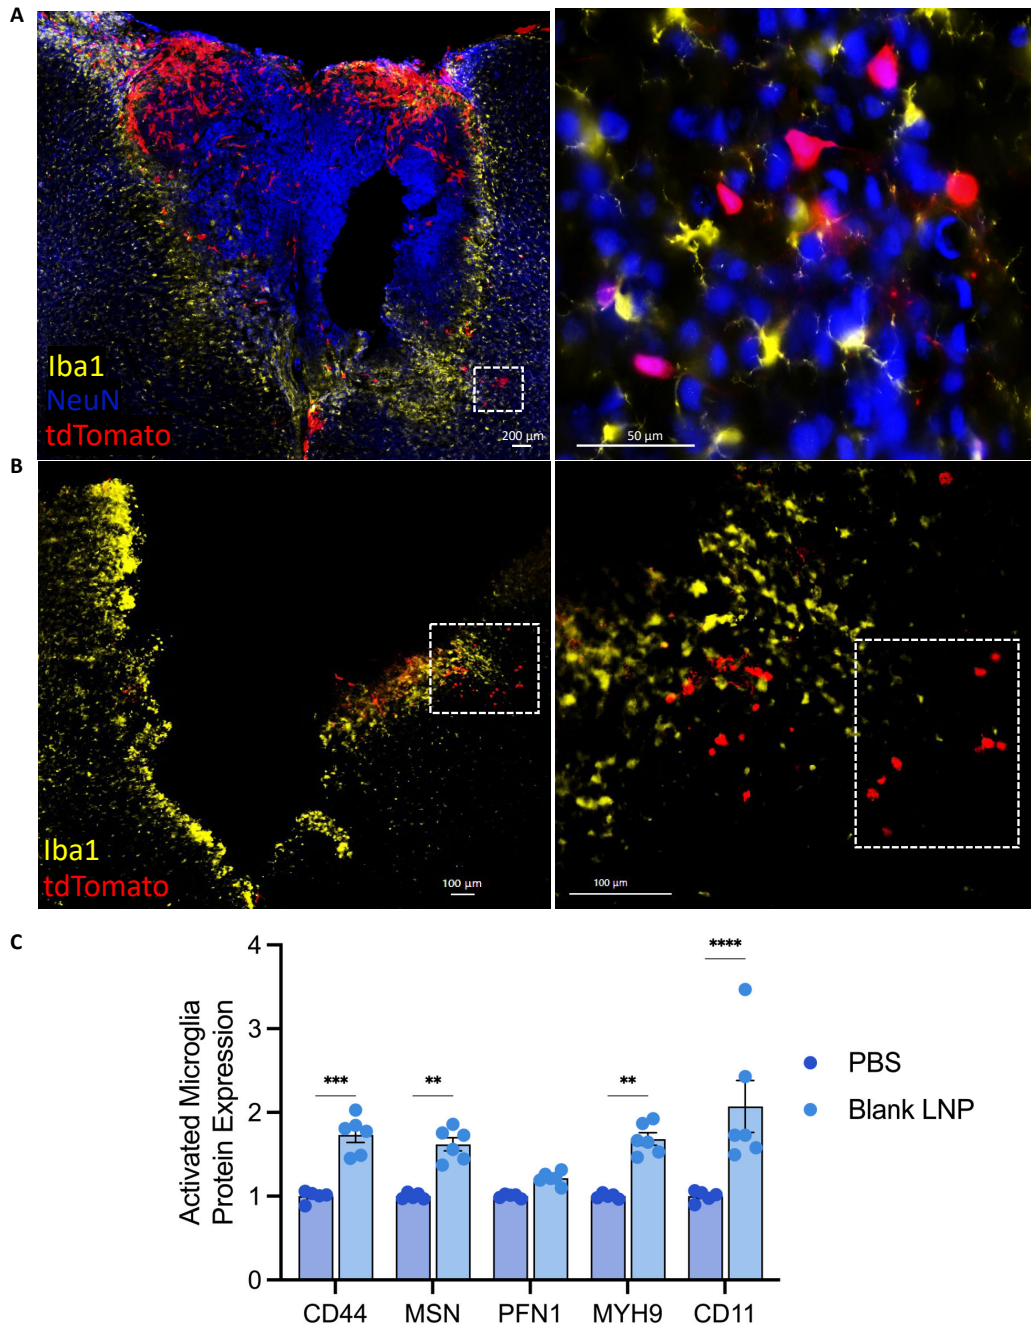 A
Iba1
NeuN
tdTomato
200 µm
50 µm
B
Iba1
tdTomato
100 µm
100 µm
C
Activated Microglia
Protein Expression
4
3
2
1
0
***
**
**
****
CD44
MSN
PFN1
MYH9
CD11
PBS
Blank LNP